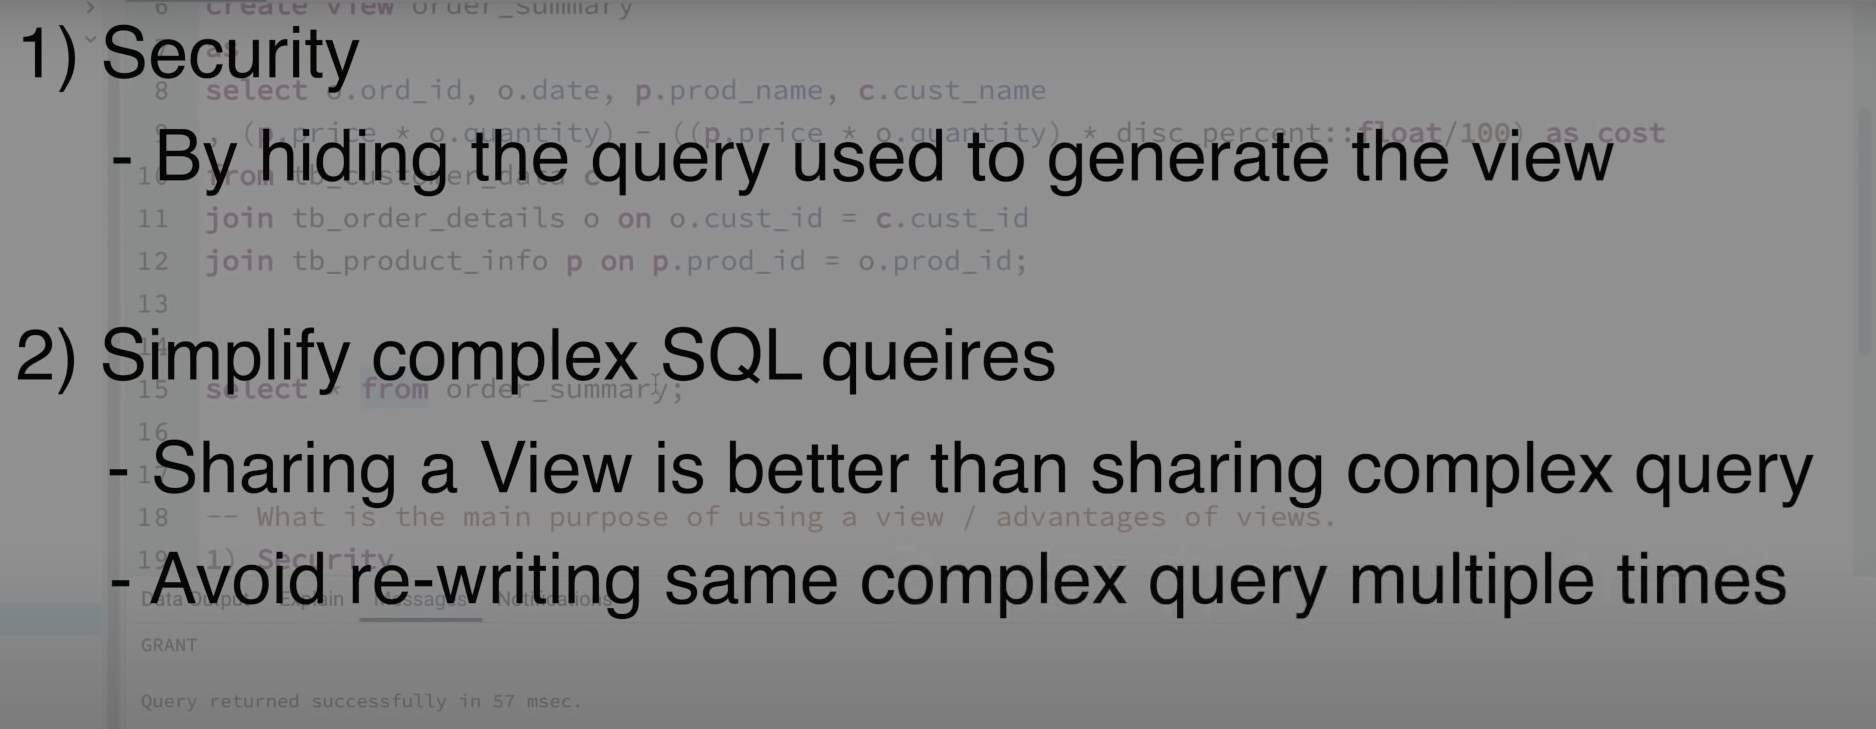 6 create view order_summary
1) Security
7 as
8 select o.ord_id, o.date, p.prod_name, c.cust_name
9 , (p.price * o.quantity) - ((p.price * o.quantity) * disc_percent::float/100) as cost
- By hiding the query used to generate the view
10 from tb_customer_data c
11 join tb_order_details o on o.cust_id = c.cust_id
12 join tb_product_info p on p.prod_id = o.prod_id;
13
14
2) Simplify complex SQL queires
15 select * from order_summary;
16
- Sharing a View is better than sharing complex query
17
18 -- What is the main purpose of using a view / advantages of views.
19 1) Security
- Avoid re-writing same complex query multiple times
Data Output Explain Messages Notifications
GRANT
Query returned successfully in 57 msec.